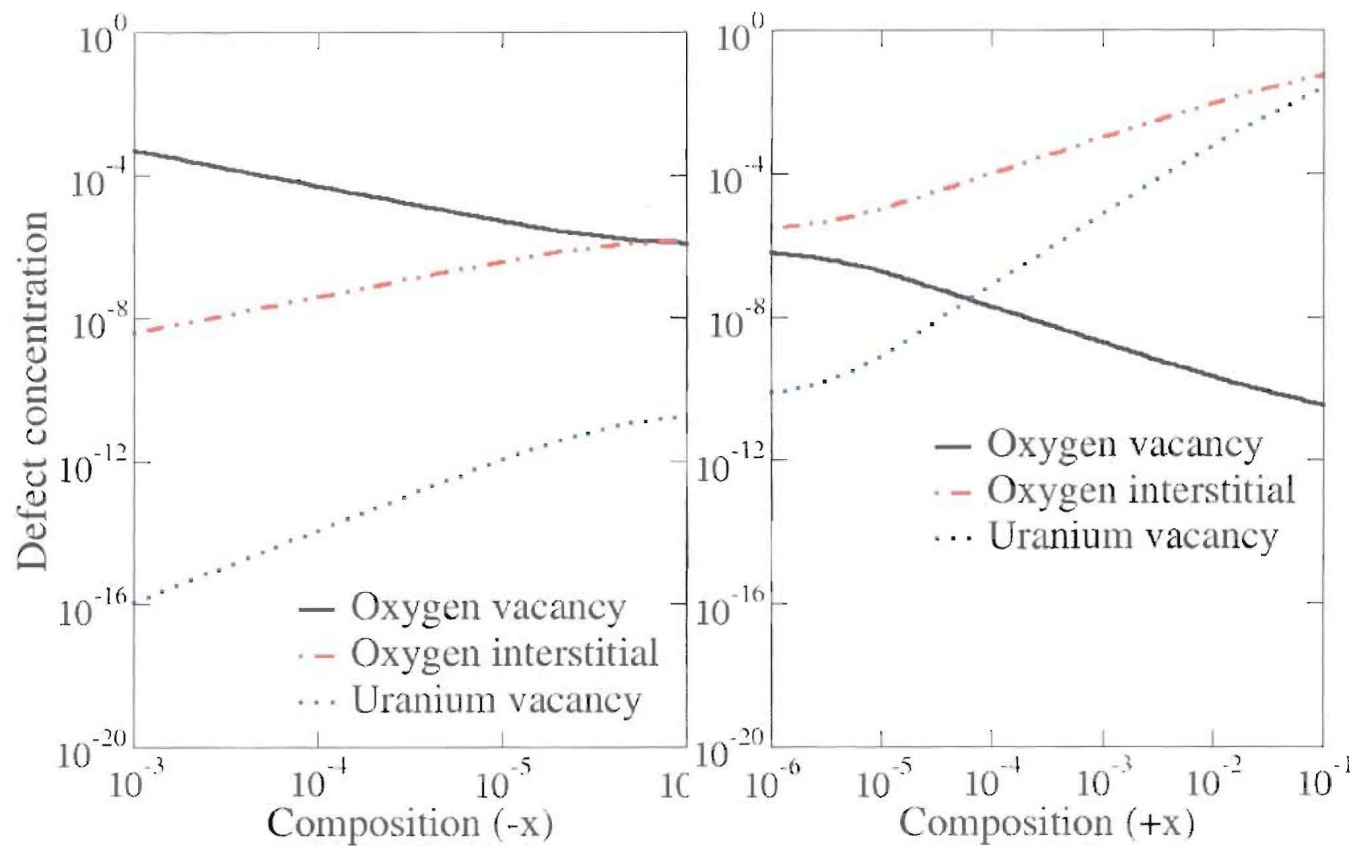 Defect concentration
10^0
10^-4
10^-8
10^-12
10^-16
10^-20
Oxygen vacancy
Oxygen interstitial
Uranium vacancy
10^-3
10^-4
10^-5
10
Composition (-x)
10^0
10^-4
10^-8
10^-12
10^-16
10^-20
Oxygen vacancy
Oxygen interstitial
Uranium vacancy
10^-6
10^-5
10^-4
10^-3
10^-2
10^-1
Composition (+x)